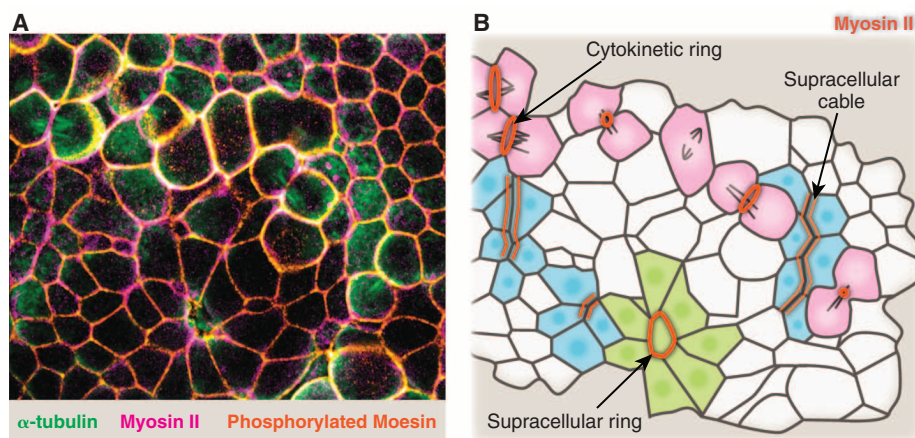 A
B
Myosin II
Cytokinetic ring
Supracellular
cable
Supracellular ring
α-tubulin Myosin II Phosphorylated Moesin